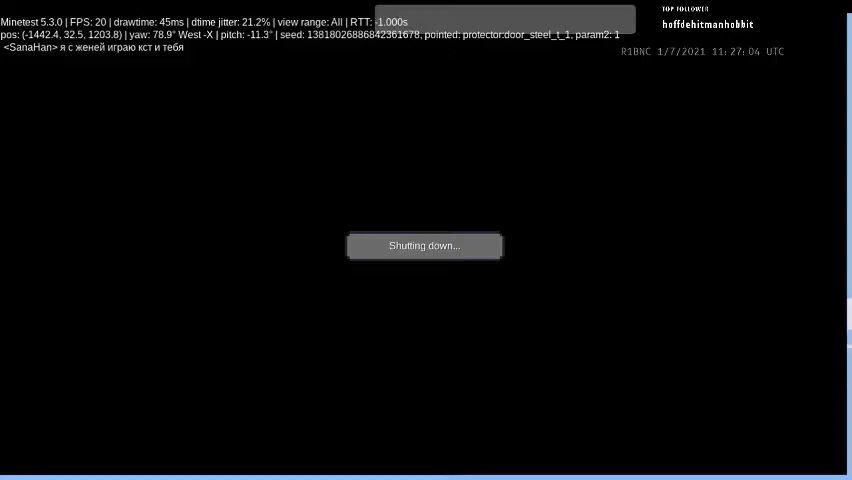 Minetest 5.3.0 | FPS: 20 | drawtime: 45ms | dtime jitter: 21.2% | view range: All | RTT: -1.000s
pos: (-1442.4, 32.5, 1203.8) | yaw: 78.9° West -X | pitch: -11.3° | seed: 13818026886842361678, pointed: protector:door_steel_t_1, param2: 1
<SanaHan> я с женей играю кст и тебя
TOP FOLLOWER
hoffdehitmanhobbit
R1BNC 1/7/2021 11:27:04 UTC
Shutting down...